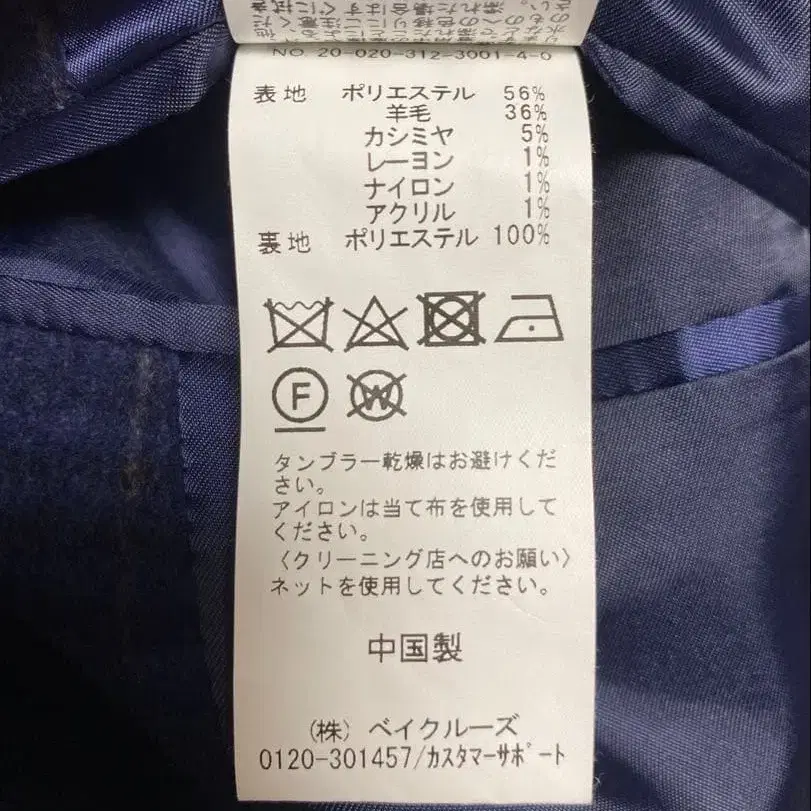 NO 20-020-312-3001-4-0
表地 ポリエステル 56%
羊毛 36%
カシミヤ 5%
レーヨン 1%
ナイロン 1%
アクリル 1%
裏地 ポリエステル 100%
F
W
タンブラー乾燥はお避けくだ
さい。
アイロンは当て布を使用して
ください。
〈クリーニング店へのお願い〉
ネットを使用してください。
中国製
(株) ベイクルーズ
0120-301457/カスタマーサポート